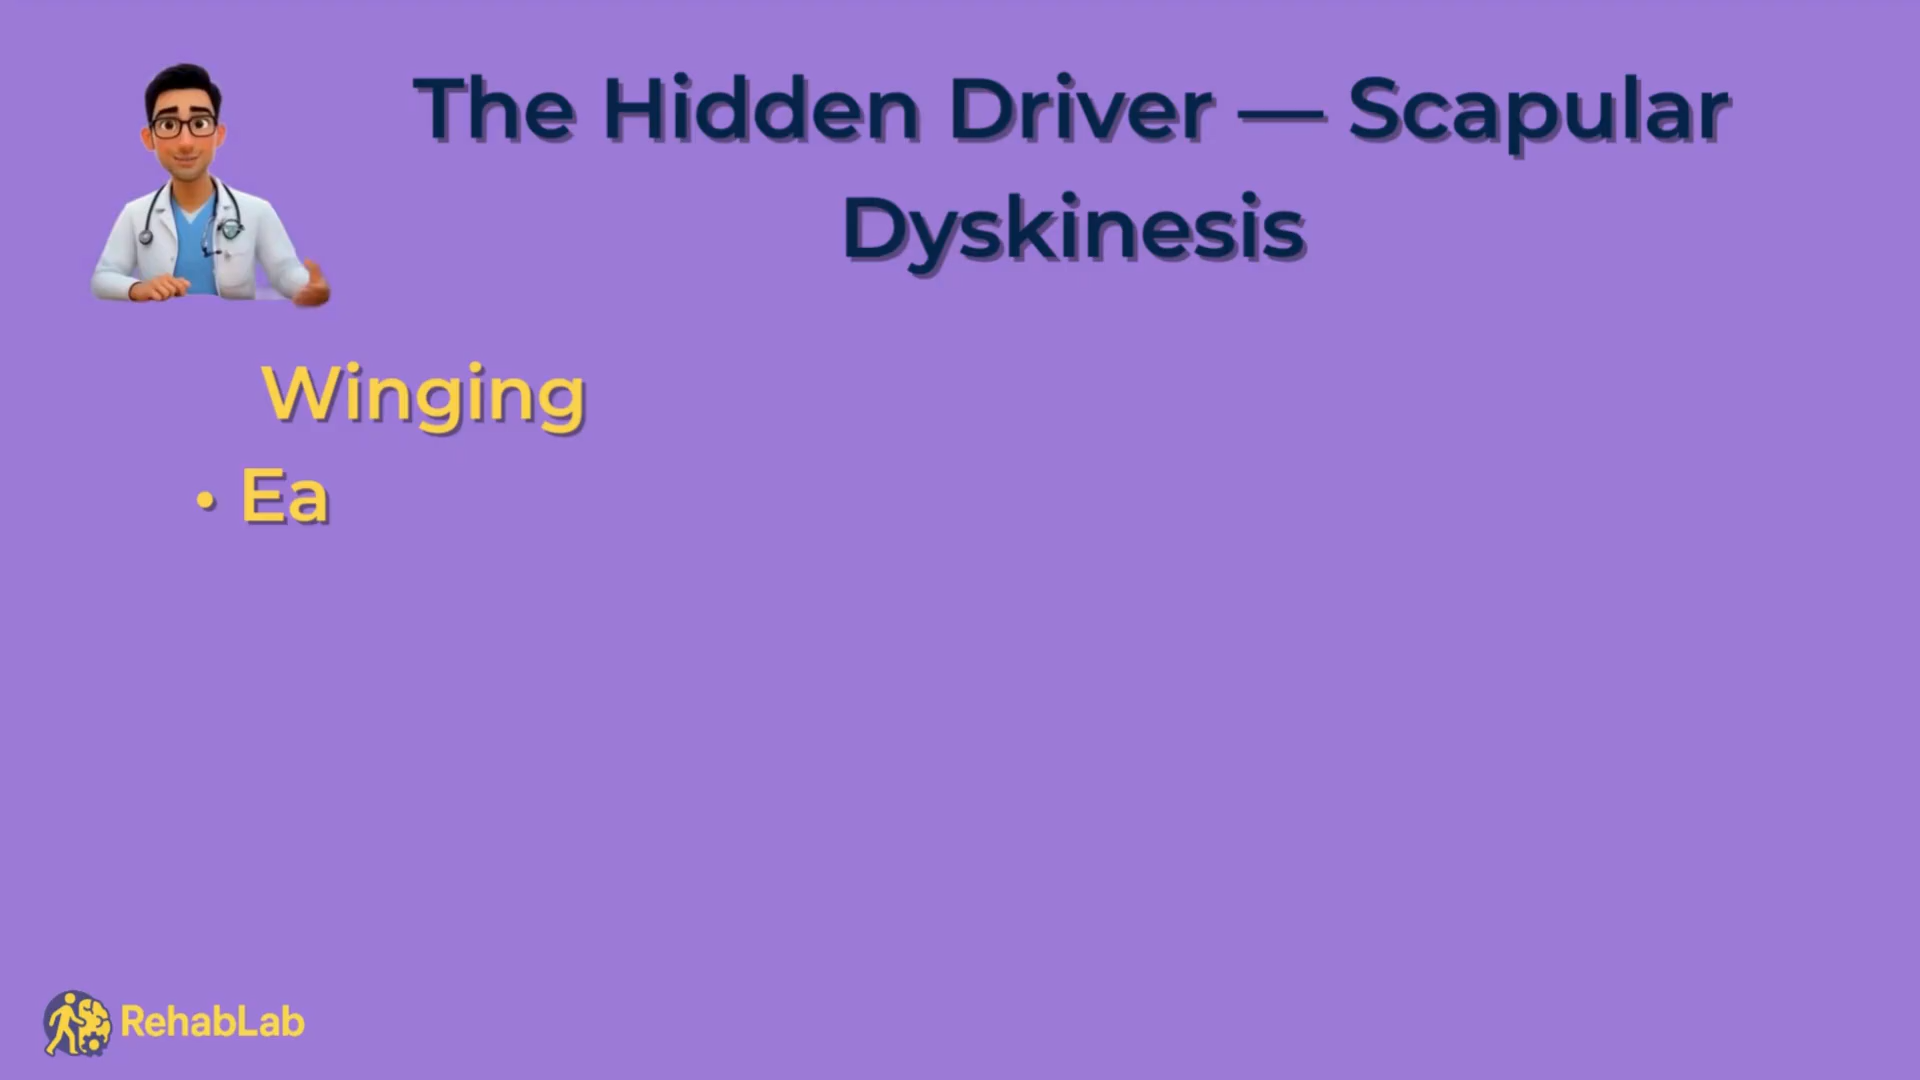 The Hidden Driver — Scapular
Dyskinesis
Winging
• Ea
RehabLab